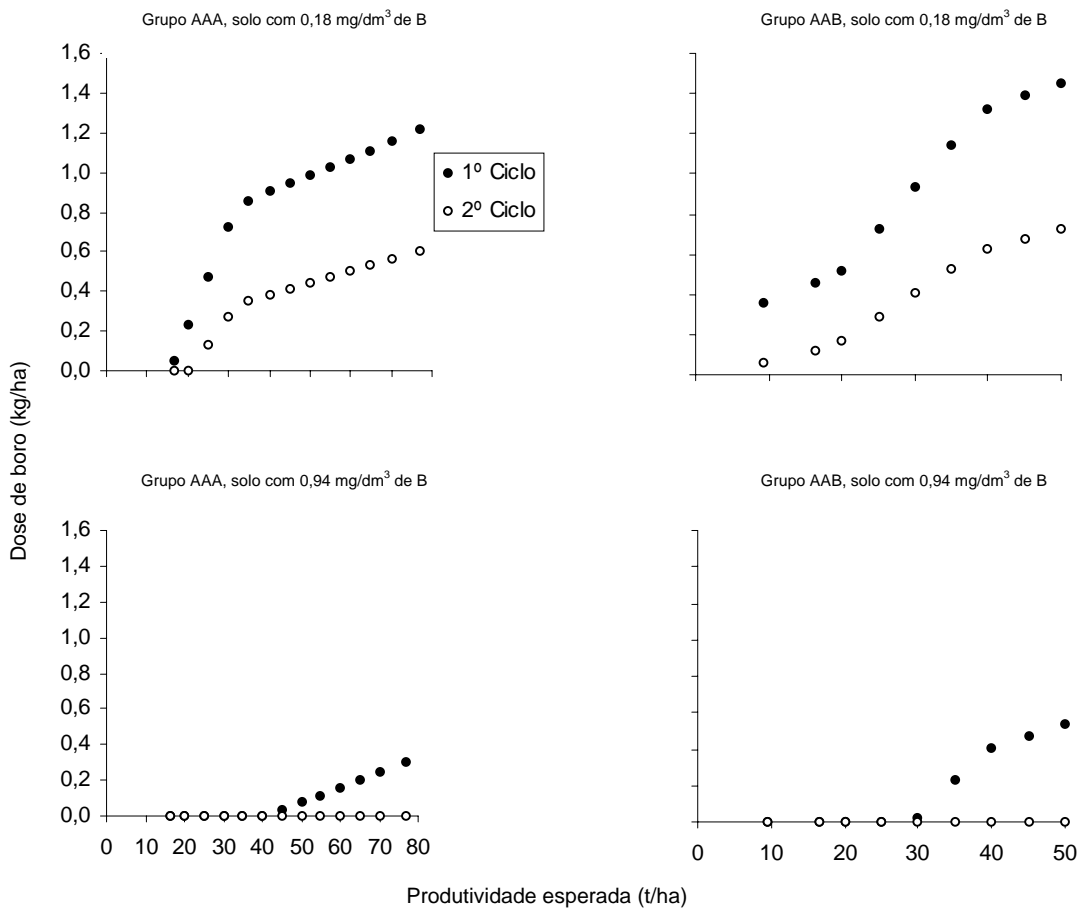 Grupo AAA, solo com 0,18 mg/dm³ de B
Grupo AAB, solo com 0,18 mg/dm³ de B
1,6
1,4
1,2
1,0
0,8
0,6
0,4
0,2
0,0
1º Ciclo
2º Ciclo
Dose de boro (kg/ha)
Grupo AAA, solo com 0,94 mg/dm³ de B
Grupo AAB, solo com 0,94 mg/dm³ de B
1,6
1,4
1,2
1,0
0,8
0,6
0,4
0,2
0,0
0 10 20 30 40 50 60 70 80
0 10 20 30 40 50
Produtividade esperada (t/ha)